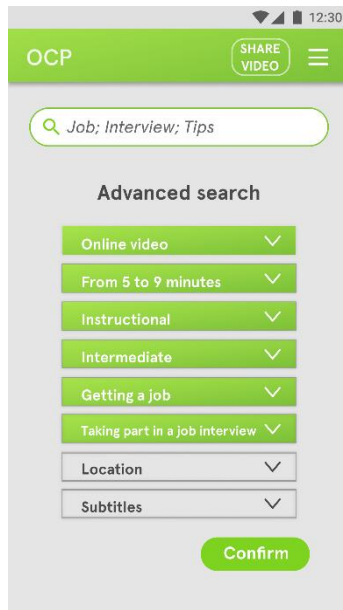 12:30
OCP
SHARE
VIDEO
Job; Interview; Tips
Advanced search
Online video
From 5 to 9 minutes
Instructional
Intermediate
Getting a job
Taking part in a job interview
Location
Subtitles
Confirm